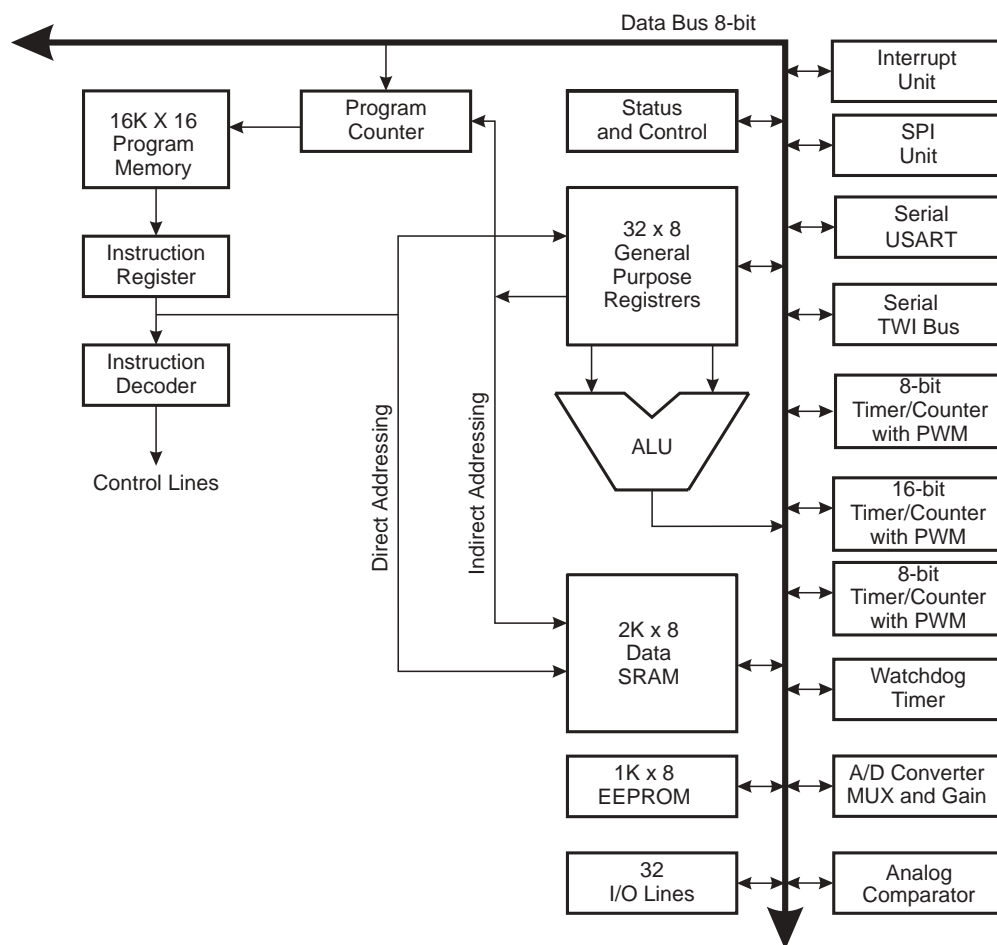 Data Bus 8-bit
16K X 16
Program
Memory
Program
Counter
Status
and Control
Interrupt
Unit
SPI
Unit
Instruction
Register
32 x 8
General
Purpose
Registrers
Serial
USART
Serial
TWI Bus
Instruction
Decoder
Control Lines
Direct Addressing
Indirect Addressing
ALU
8-bit
Timer/Counter
with PWM
16-bit
Timer/Counter
with PWM
8-bit
Timer/Counter
with PWM
2K x 8
Data
SRAM
Watchdog
Timer
1K x 8
EEPROM
A/D Converter
MUX and Gain
32
I/O Lines
Analog
Comparator